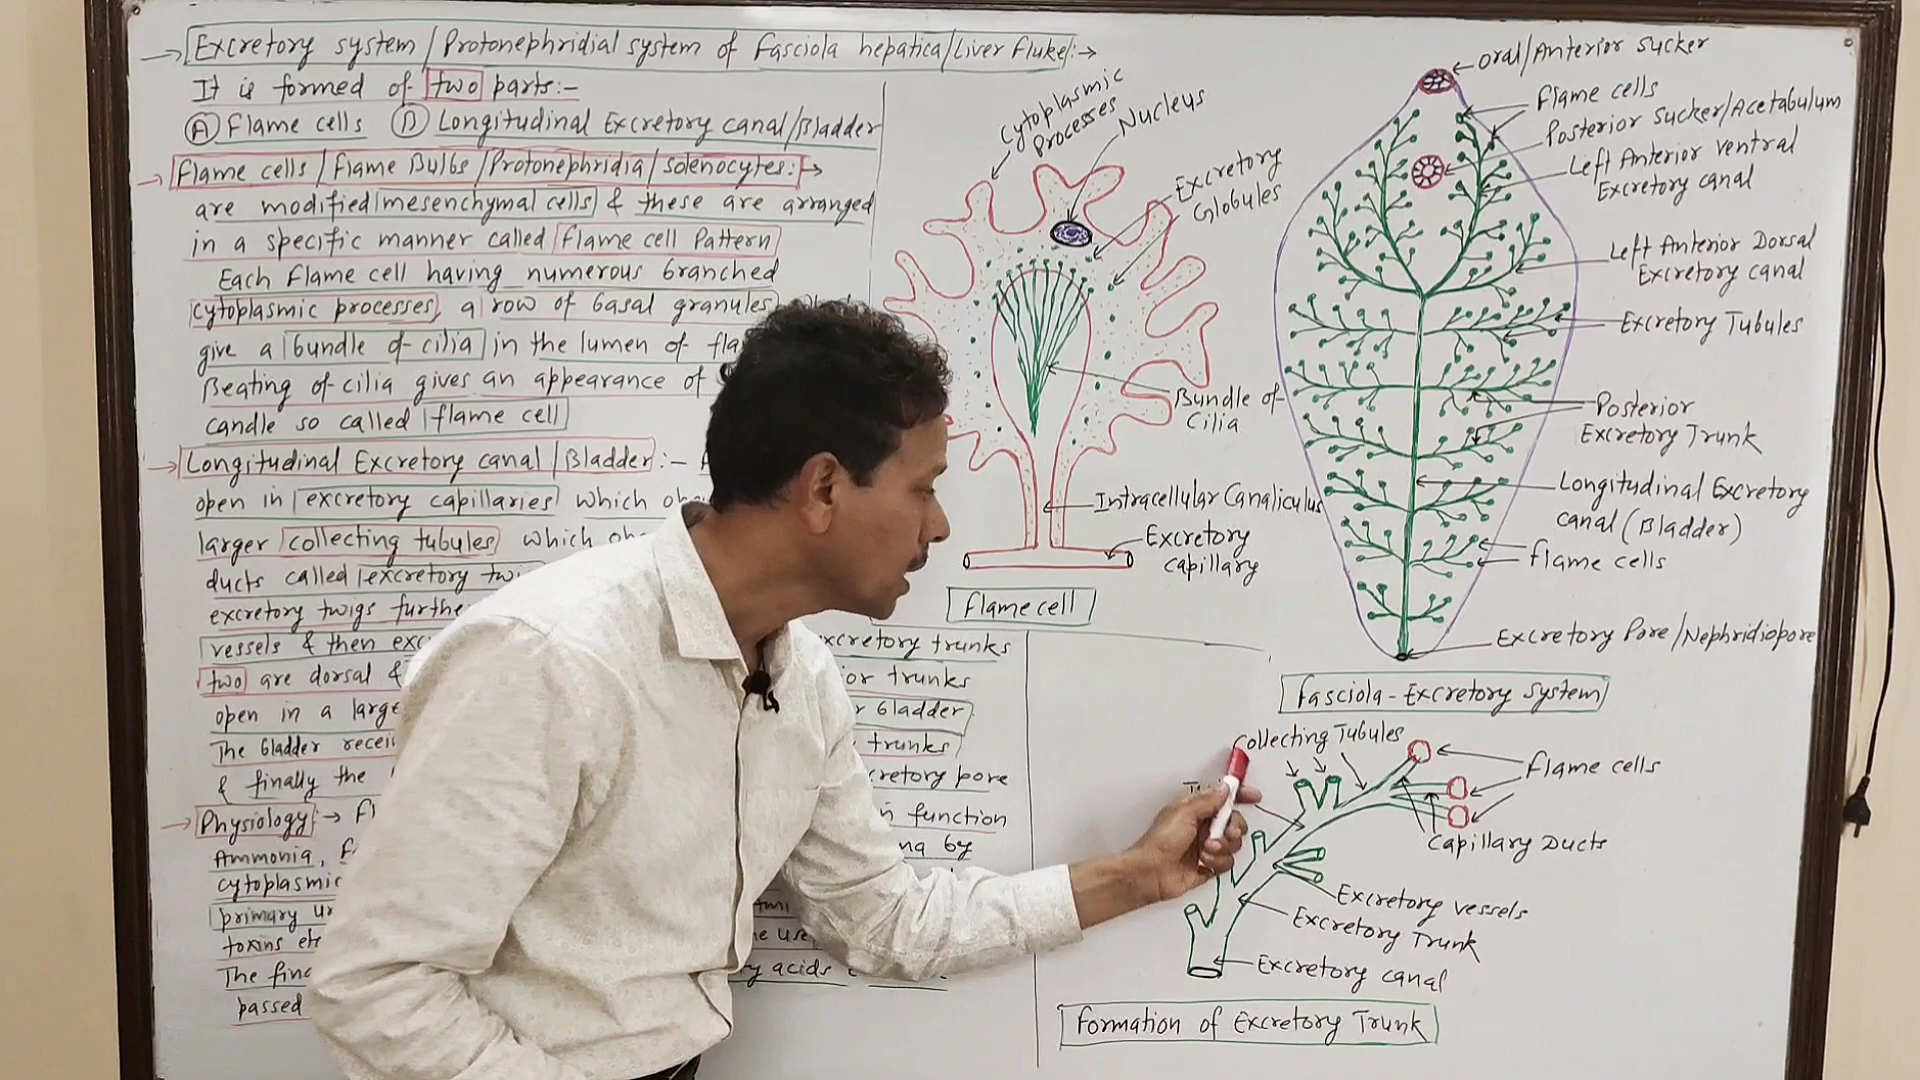 → Excretory system/Protonephridial system of Fasciola hepatica/Liver Fluke:→
It is formed of two parts:-
(A) Flame cells (B) Longitudinal Excretory canal/Bladder
→ Flame cells/Flame Bulbs/Protonephridia/Solenocytes:→
are modified mesenchymal cells & these are arranged
in a specific manner called Flame cell Pattern
Each Flame cell having numerous branched
cytoplasmic processes, a row of basal granules
give a bundle of cilia in the lumen of
Beating of cilia gives an appearance of
candle so called flame cell
→ Longitudinal Excretory canal/Bladder:-
open in excretory capillaries which
larger collecting tubules which
ducts called excretory
excretory twigs
vessels & then excretory trunks
two are dorsal & trunks
open in a bladder
The bladder trunks
& finally the excretory pore
→ Physiology:→ function
Ammonia, by
cytoplasmic
primary
toxins etc
The acids
passed
Cytoplasmic
Processes
Nucleus
Excretory
Globules
Bundle of
Cilia
Intracellular Canaliculus
Excretory
capillary
Flame cell
Oral/Anterior Sucker
Flame cells
Posterior Sucker/Acetabulum
Left Anterior Ventral
Excretory canal
Left Anterior Dorsal
Excretory canal
Excretory Tubules
Posterior
Excretory Trunk
Longitudinal Excretory
canal (Bladder)
Flame cells
Excretory Pore/Nephridiopore
Fasciola-Excretory System
Collecting Tubules
Flame cells
Capillary Ducts
Excretory vessels
Excretory Trunk
Excretory canal
Formation of Excretory Trunk